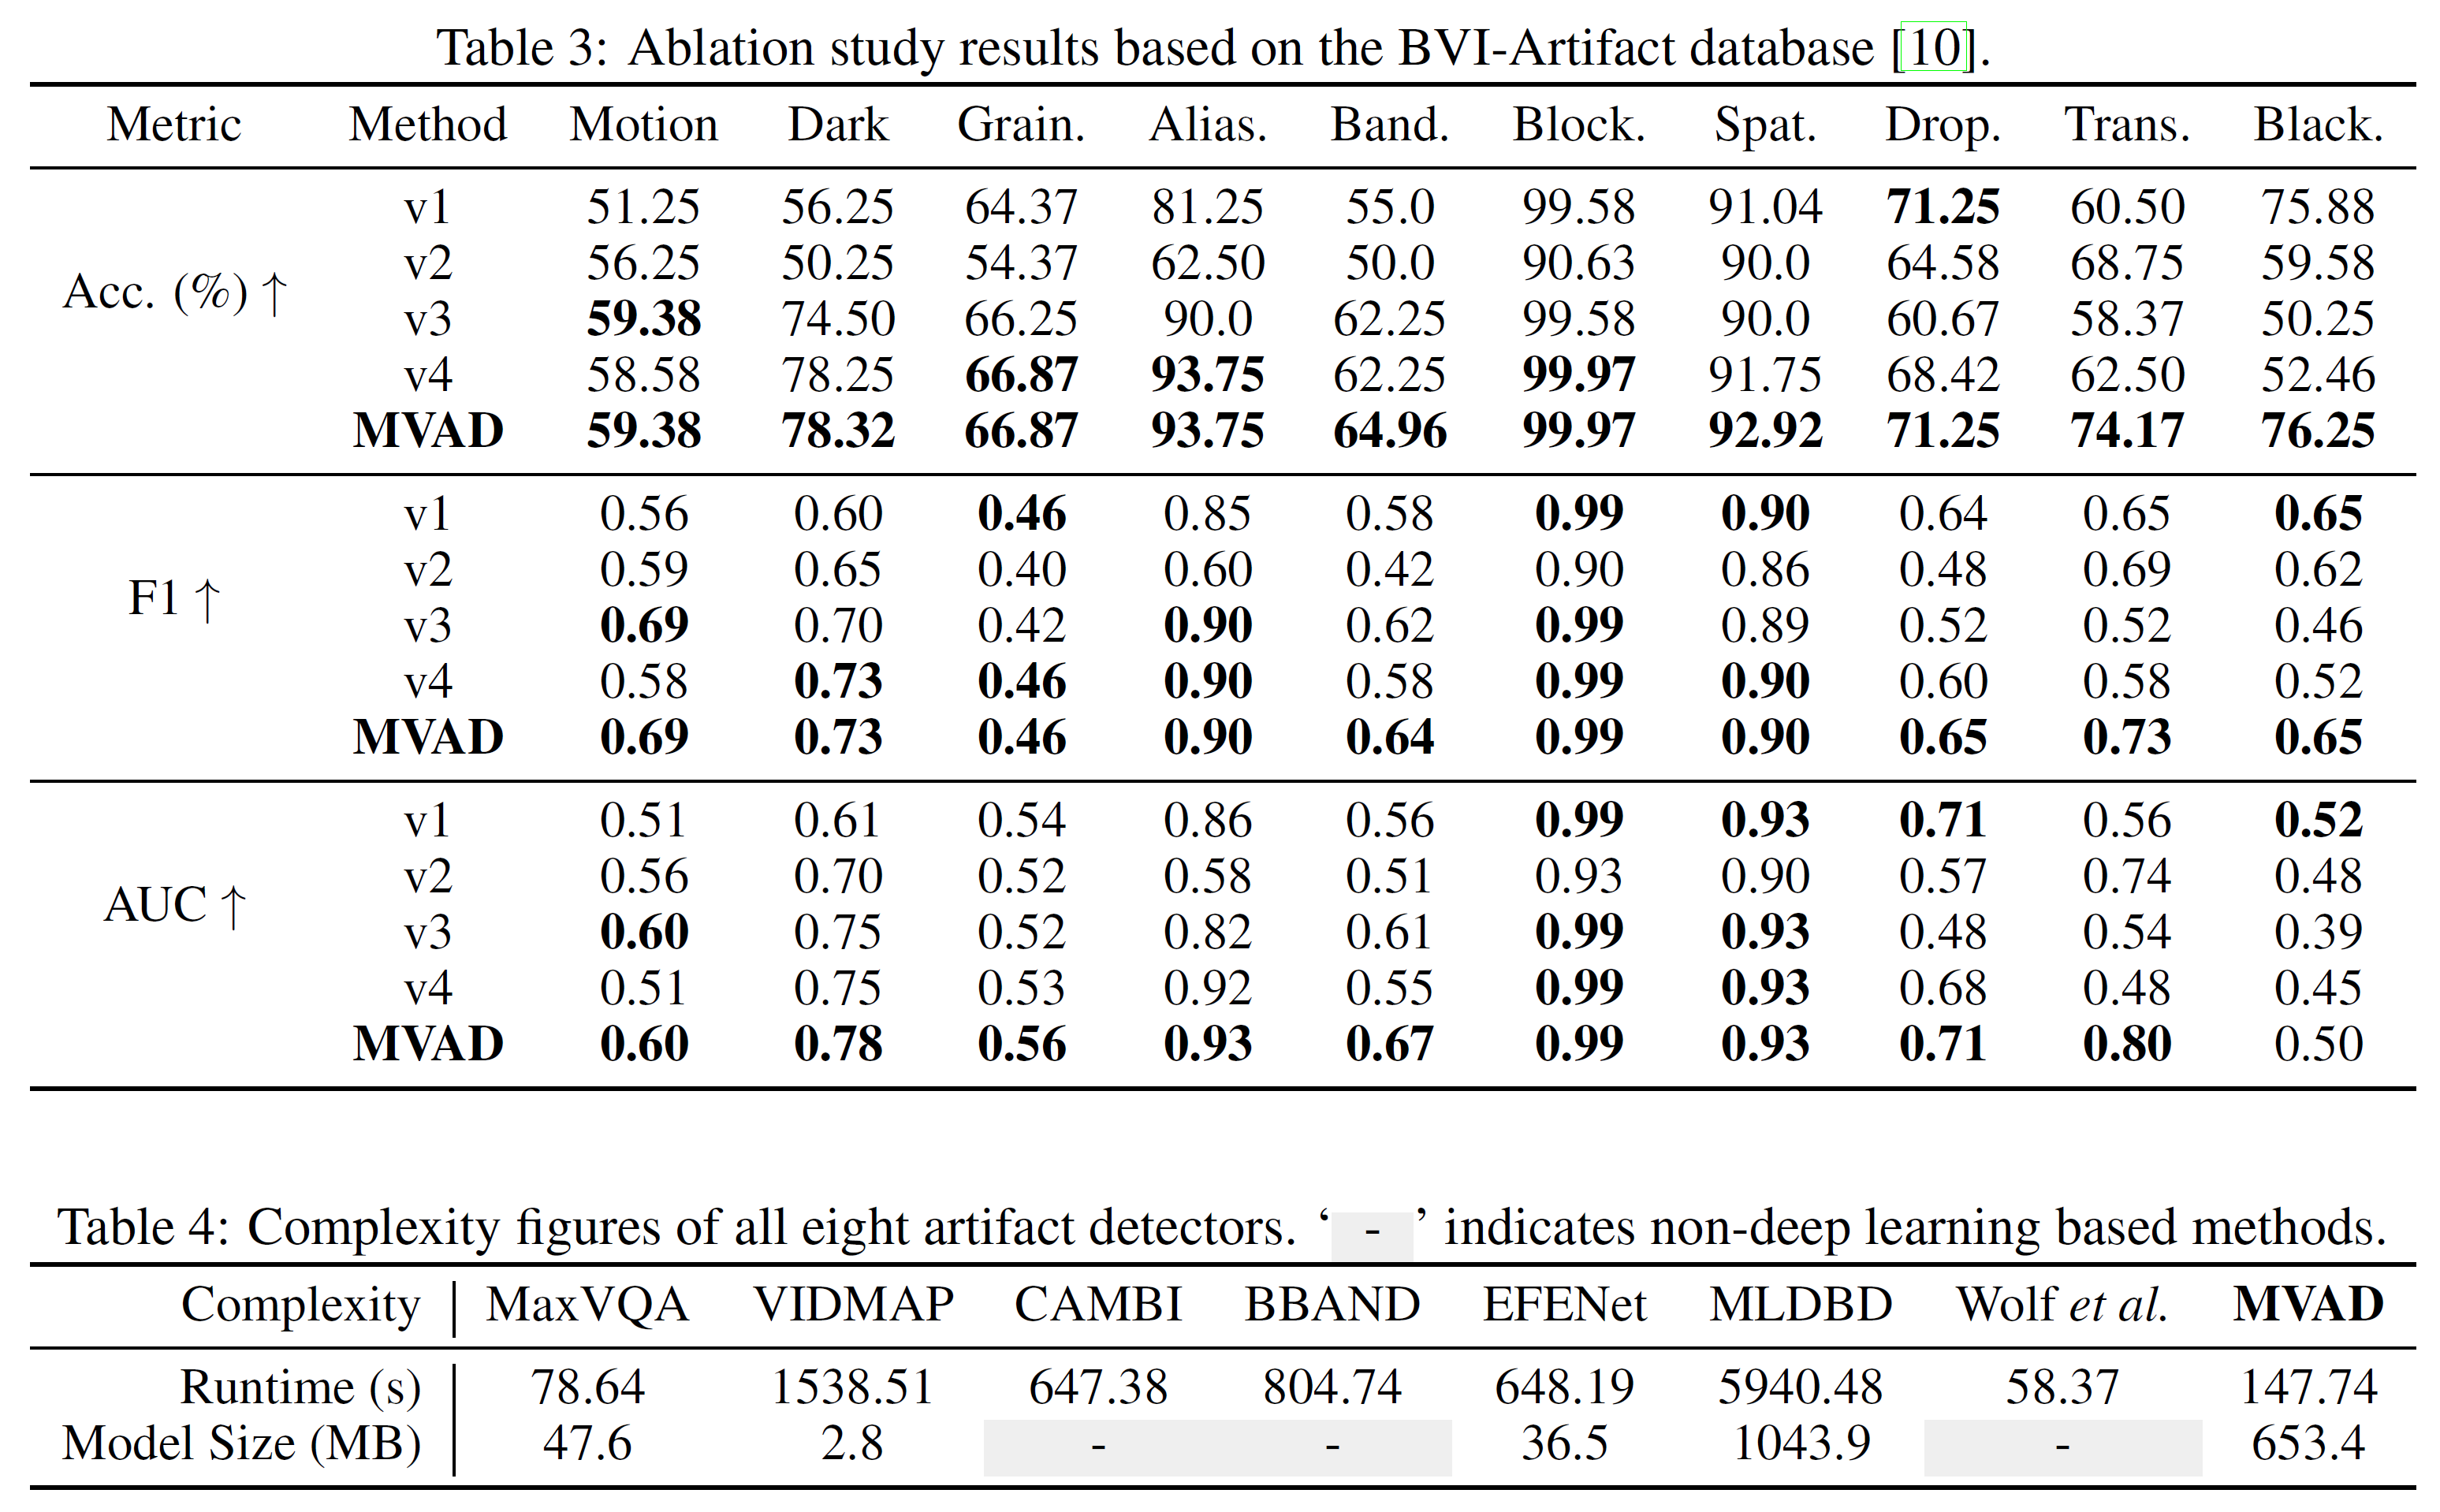 Table 3: Ablation study results based on the BVI-Artifact database [10].
Metric Method Motion Dark Grain. Alias. Band. Block. Spat. Drop. Trans. Black.
v1 51.25 56.25 64.37 81.25 55.0 99.58 91.04 71.25 60.50 75.88
v2 56.25 50.25 54.37 62.50 50.0 90.63 90.0 64.58 68.75 59.58
Acc. (%) ↑
v3 59.38 74.50 66.25 90.0 62.25 99.58 90.0 60.67 58.37 50.25
v4 58.58 78.25 66.87 93.75 62.25 99.97 91.75 68.42 62.50 52.46
MVAD 59.38 78.32 66.87 93.75 64.96 99.97 92.92 71.25 74.17 76.25
v1 0.56 0.60 0.46 0.85 0.58 0.99 0.90 0.64 0.65 0.65
v2 0.59 0.65 0.40 0.60 0.42 0.90 0.86 0.48 0.69 0.62
F1 ↑
v3 0.69 0.70 0.42 0.90 0.62 0.99 0.89 0.52 0.52 0.46
v4 0.58 0.73 0.46 0.90 0.58 0.99 0.90 0.60 0.58 0.52
MVAD 0.69 0.73 0.46 0.90 0.64 0.99 0.90 0.65 0.73 0.65
v1 0.51 0.61 0.54 0.86 0.56 0.99 0.93 0.71 0.56 0.52
v2 0.56 0.70 0.52 0.58 0.51 0.93 0.90 0.57 0.74 0.48
AUC ↑
v3 0.60 0.75 0.52 0.82 0.61 0.99 0.93 0.48 0.54 0.39
v4 0.51 0.75 0.53 0.92 0.55 0.99 0.93 0.68 0.48 0.45
MVAD 0.60 0.78 0.56 0.93 0.67 0.99 0.93 0.71 0.80 0.50
Table 4: Complexity figures of all eight artifact detectors. ‘ - ’ indicates non-deep learning based methods.
Complexity MaxVQA VIDMAP CAMBI BBAND EFENet MLDBD Wolf et al. MVAD
Runtime (s) 78.64 1538.51 647.38 804.74 648.19 5940.48 58.37 147.74
Model Size (MB) 47.6 2.8 - - 36.5 1043.9 - 653.4